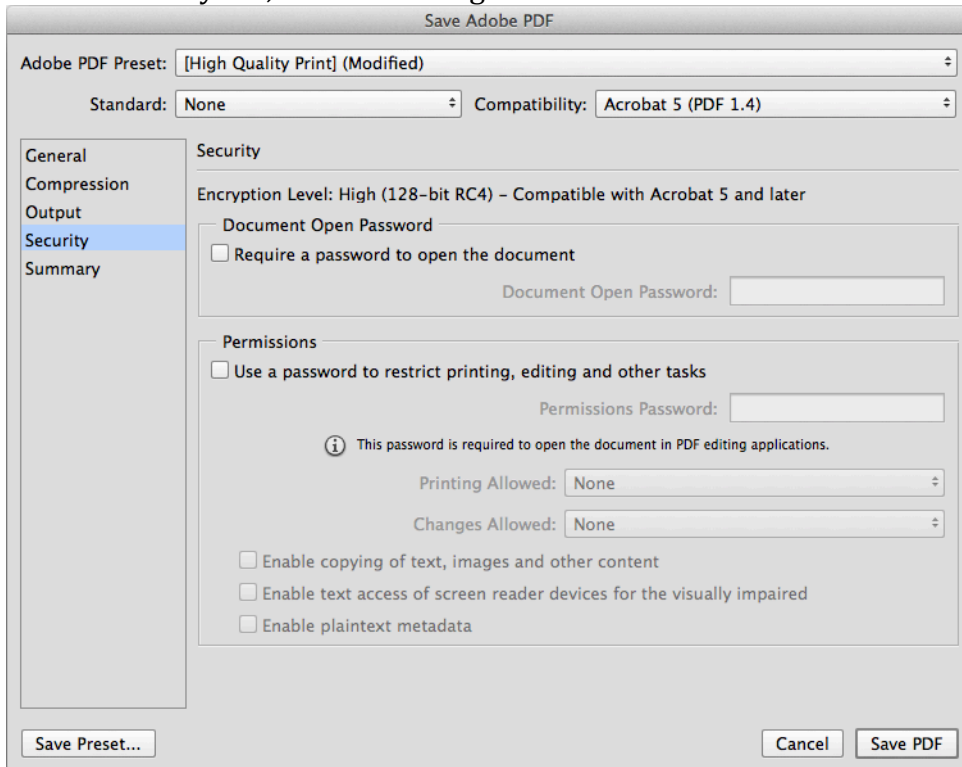 Save Adobe PDF
Adobe PDF Preset: [High Quality Print] (Modified)
Standard: None Compatibility: Acrobat 5 (PDF 1.4)
General
Compression
Output
Security
Summary
Security
Encryption Level: High (128-bit RC4) – Compatible with Acrobat 5 and later
Document Open Password
Require a password to open the document
Document Open Password:
Permissions
Use a password to restrict printing, editing and other tasks
Permissions Password:
This password is required to open the document in PDF editing applications.
Printing Allowed: None
Changes Allowed: None
Enable copying of text, images and other content
Enable text access of screen reader devices for the visually impaired
Enable plaintext metadata
Save Preset... Cancel Save PDF